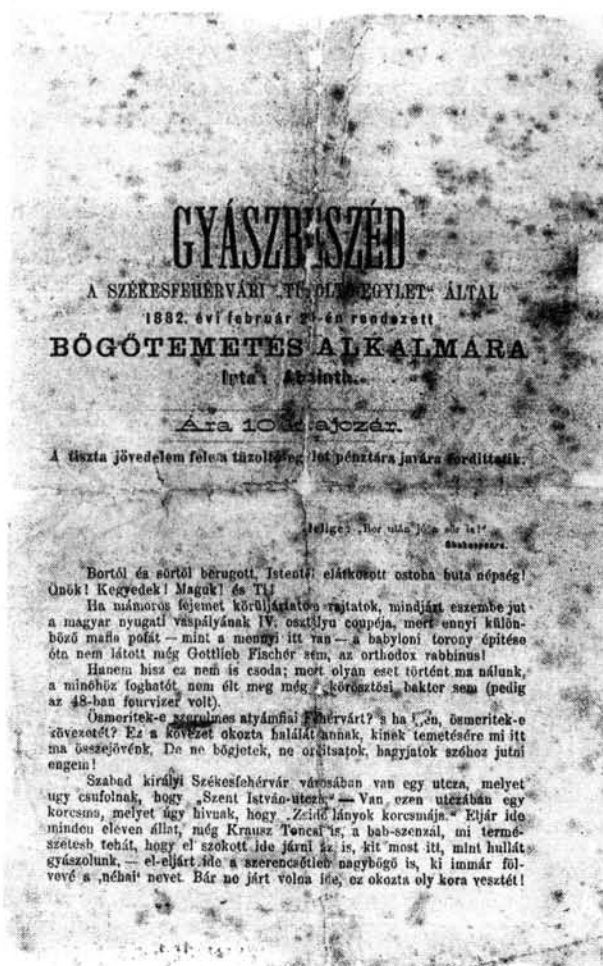 GYÁSZBESZÉD
A SZÉKESFEHÉRVÁRI „TŰZOLTÓ-EGYLET“ ÁLTAL
1882. évi február 21-én rendezett
BŐGŐTEMETÉS ALKALMÁRA
Irta: Absinth.
Ára 10 krajczár.
A tiszta jövedelem fele a tűzoltó-egylet pénztára javára fordittatik.
Jelige: „Bor után jó a sör is!“
Shakespeare.
Bortól és sörtől berugott, Istentől elátkozott ostoba buta népség!
Önök! Kegyedek! Maguk! és Ti!
Ha mámoros fejemet körüljártatom rajtatok, mindjárt eszembe jut
a magyar nyugati vaspályának IV. osztályu coupéja, mert ennyi külön-
böző mafla pofát — mint a mennyi itt van — a babyloni torony épitése
óta nem látott még Gottlieb Fischer sem, az orthodox rabbinus!
Hanem hisz ez nem is csoda; mert olyan eset történt ma nálunk,
a minőhöz foghatót nem élt meg még a körösztösi bakter sem (pedig
az 48-ban fourvizer volt).
Ösmeritek-e szerelmes atyámfiai Fehérvárt? s ha igen, ösmeritek-e
kövezetét? Ez a kövezet okozta halálát annak, kinek temetésére mi itt
ma összejövénk. De ne bőgjetek, ne orditsatok, hagyjatok szóhoz jutni
engem!
Szabad királyi Székesfehérvár városában van egy utcza, melyet
ugy csufolnak, hogy „Szent István-utcza“ — Van ezen utczában egy
korcsma, melyet úgy hivnak, hogy „Zsidó lányok korcsmája.“ Eljár ide
minden eleven állat, még Krausz Toncsi is, a bab-szenzál, mi termé-
szetesb tehát, hogy el szokott ide járni az is, kit most itt, mint hullát
gyászolunk, — el-eljárt ide a szerencsétlen nagybőgő is, ki immár föl-
vevé a ‚néhai‘ nevet. Bár ne járt volna ide, ez okozta oly kora vesztét!